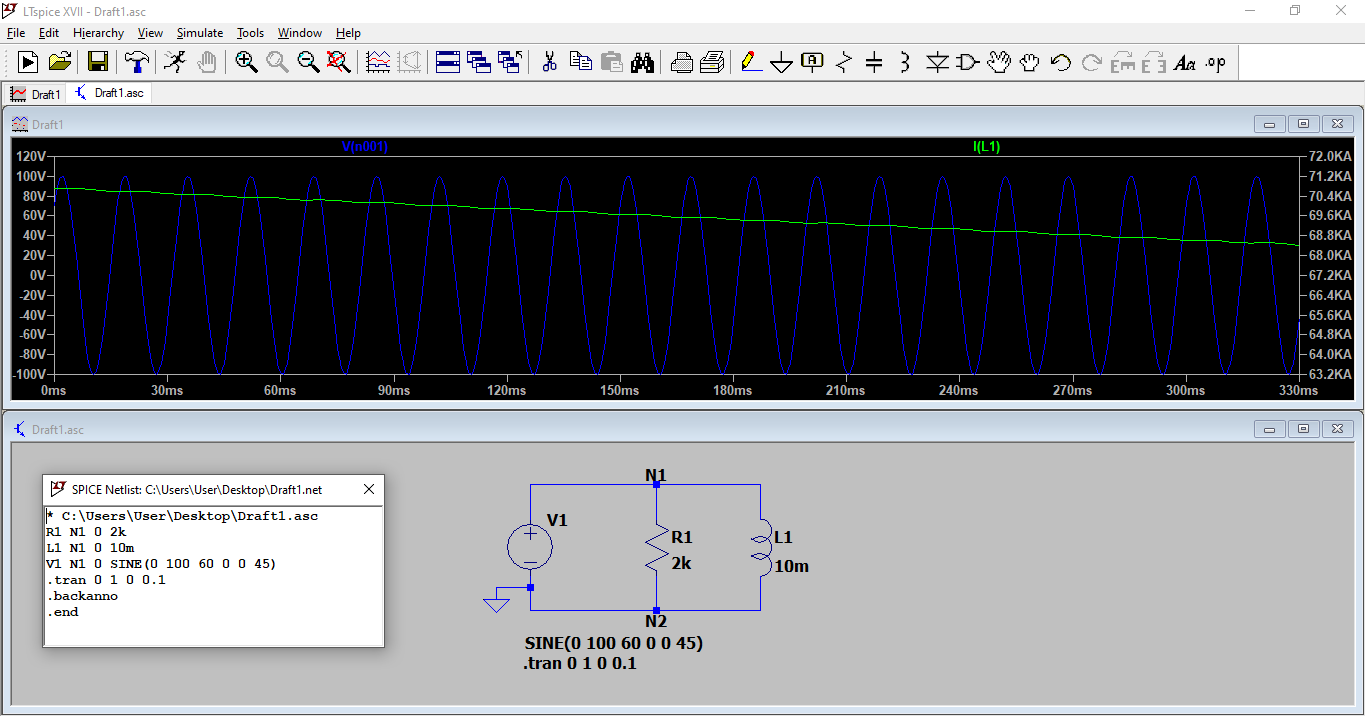 LTspice XVII - Draft1.asc
File Edit Hierarchy View Simulate Tools Window Help
A Aa .op
Draft1 Draft1.asc
Draft1
V(n001) I(L1)
120V 72.0KA
100V 71.2KA
80V 70.4KA
60V 69.6KA
40V 68.8KA
20V 68.0KA
0V 67.2KA
-20V 66.4KA
-40V 65.6KA
-60V 64.8KA
-80V 64.0KA
-100V 63.2KA
0ms 30ms 60ms 90ms 120ms 150ms 180ms 210ms 240ms 270ms 300ms 330ms
Draft1.asc
SPICE Netlist: C:\Users\User\Desktop\Draft1.net
* C:\Users\User\Desktop\Draft1.asc
R1 N1 0 2k
L1 N1 0 10m
V1 N1 0 SINE(0 100 60 0 0 45)
.tran 0 1 0 0.1
.backanno
.end
N1
V1
R1
2k
L1
10m
N2
SINE(0 100 60 0 0 45)
.tran 0 1 0 0.1